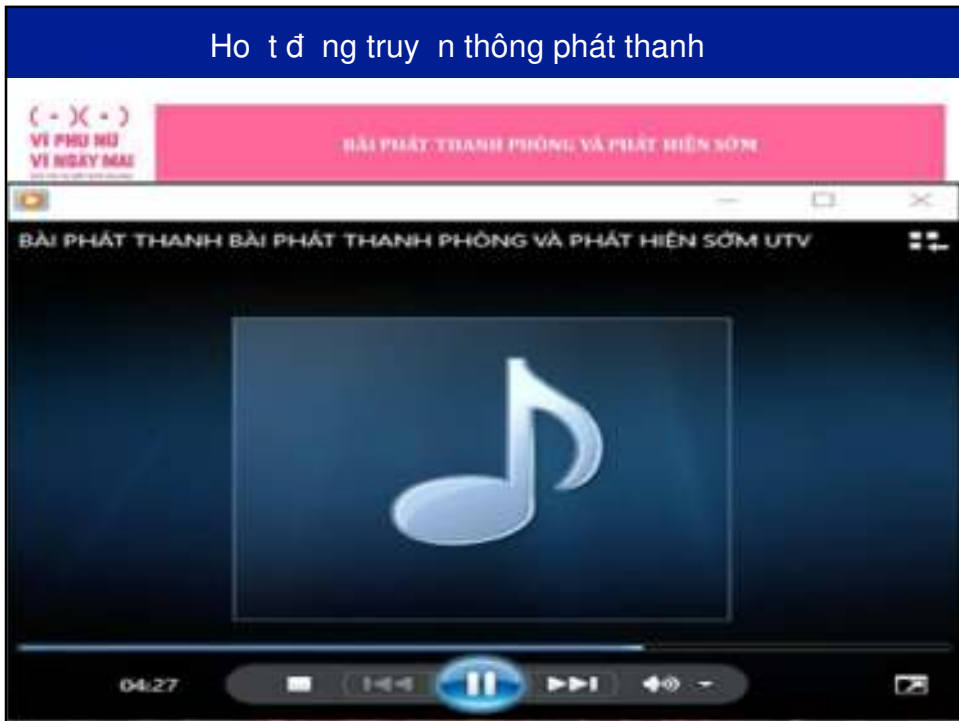 Ho t đ ng truy n thông phát thanh
VÌ PHỤ NỮ
VÌ NGÀY MAI
BÀI PHÁT THANH PHÒNG VÀ PHÁT HIỆN SỚM
BÀI PHÁT THANH BÀI PHÁT THANH PHÒNG VÀ PHÁT HIỆN SỚM UTV
04:27